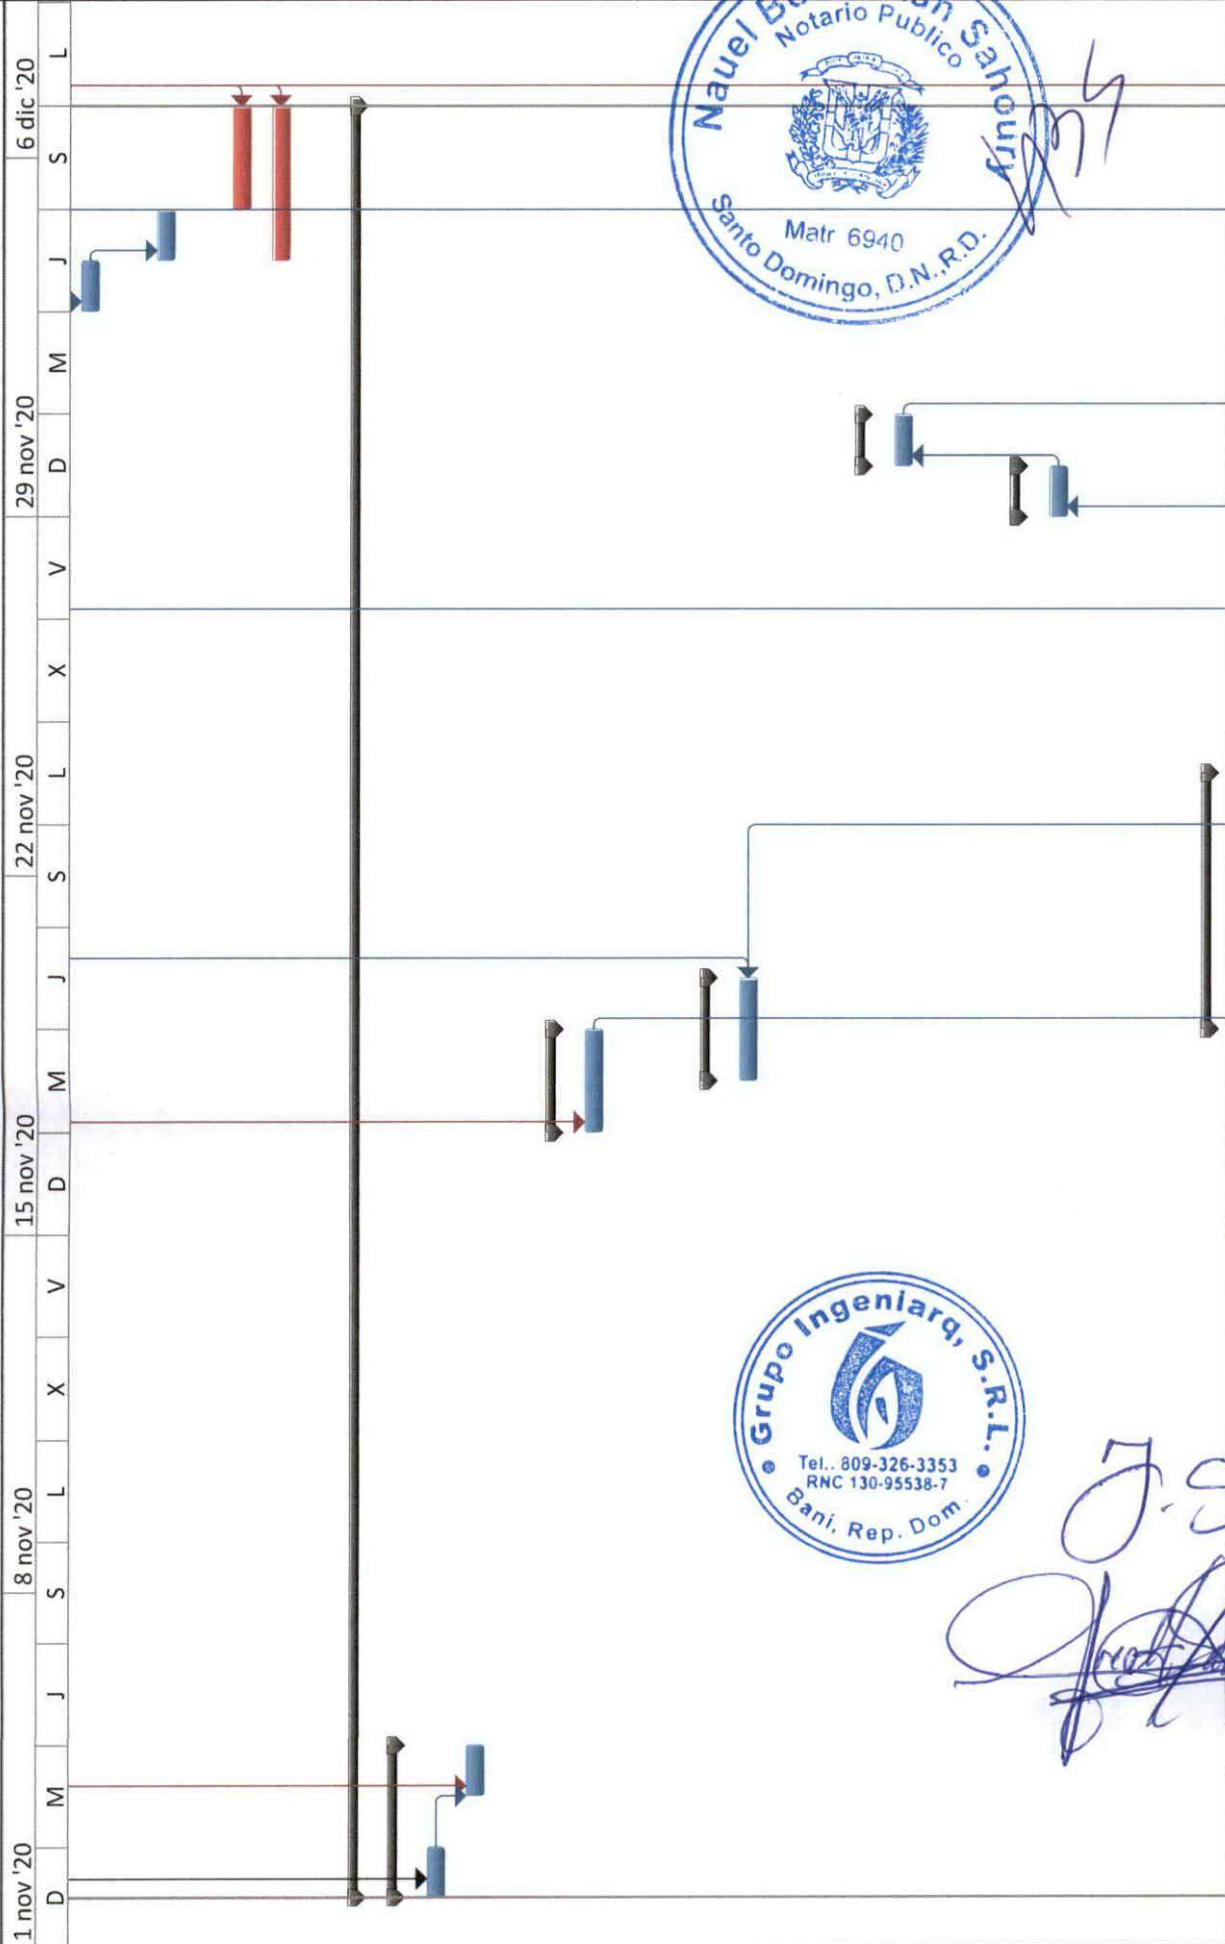 1 nov '20 8 nov '20 15 nov '20 22 nov '20 29 nov '20 6 dic '20
D M J S L X V D M J S L X V D M J S L
Nauel
Sahoury
Notario Publico
Matr 6940
Santo Domingo, D.N., R.D.
Grupo Ingeniarq, S.R.L.
Tel.. 809-326-3353
RNC 130-95538-7
Bani, Rep. Dom.
J. S